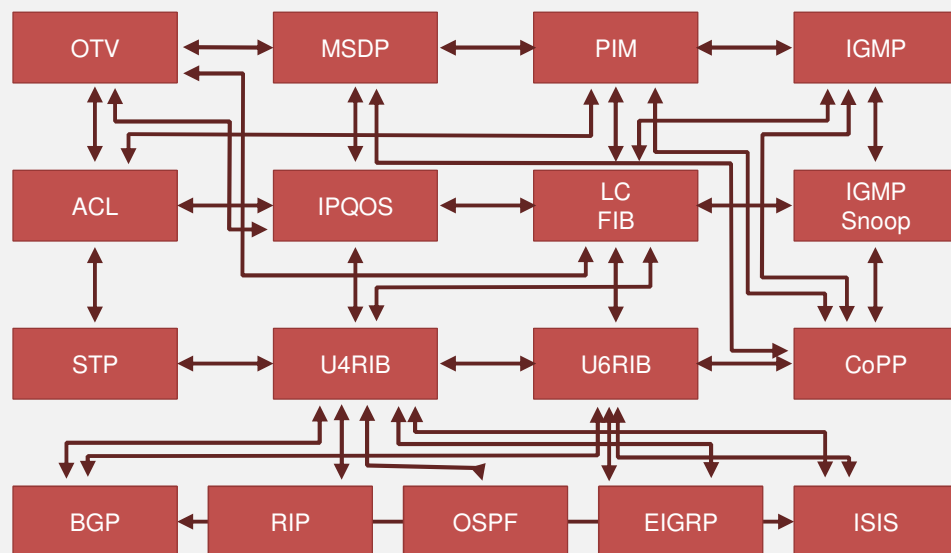 OTV
MSDP
PIM
IGMP
ACL
IPQOS
LC
FIB
IGMP
Snoop
STP
U4RIB
U6RIB
CoPP
BGP
RIP
OSPF
EIGRP
ISIS